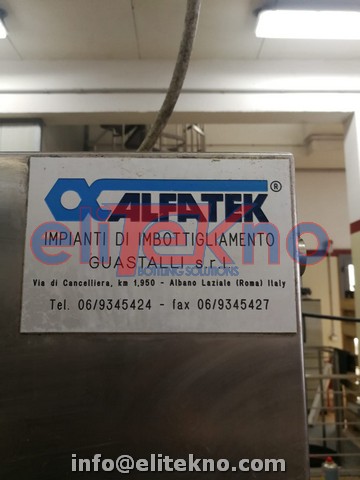 ALFATEK ®
elitekno
IMPIANTI DI IMBOTTIGLIAMENTO
GUASTALLI s.r.l.
BOTTLING SOLUTIONS
Via di Cancelliera, km 1,950 - Albano Laziale (Roma) Italy
Tel. 06/9345424 - fax 06/9345427
info@elitekno.com